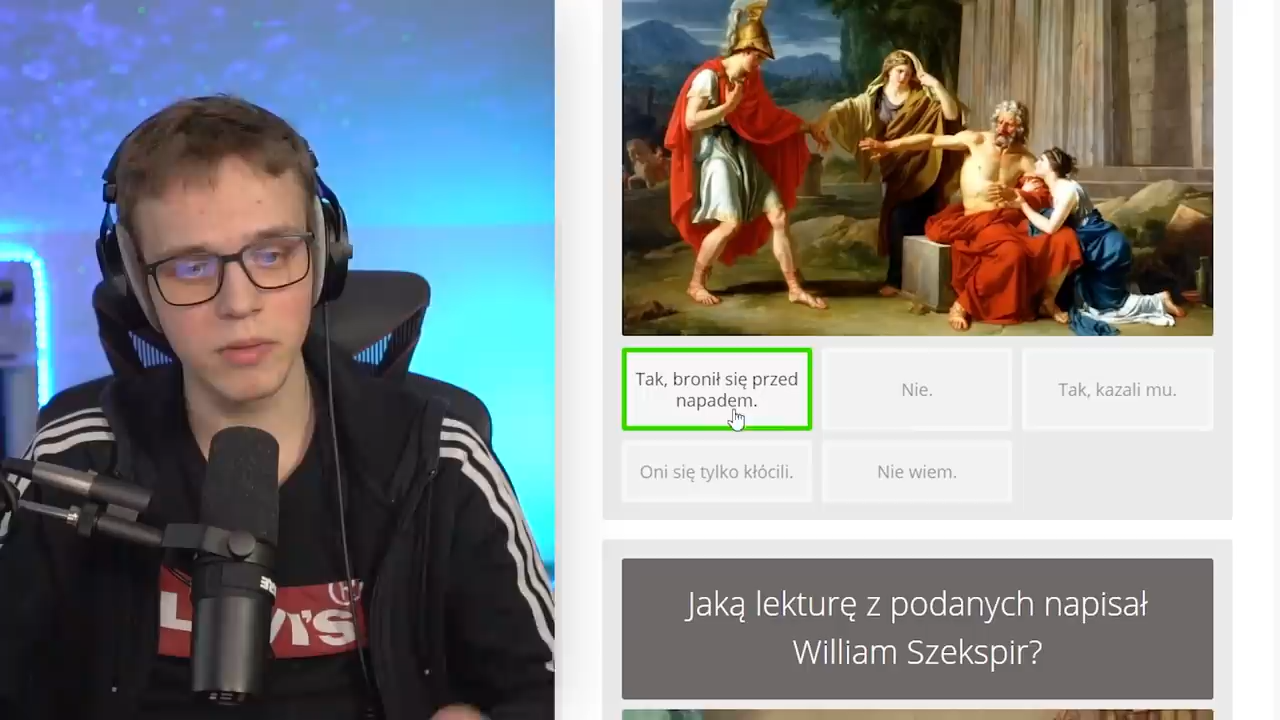 Tak, bronił się przed
napadem.
Nie.
Tak, kazali mu.
Oni się tylko kłócili.
Nie wiem.
Jaką lekturę z podanych napisał
William Szekspir?